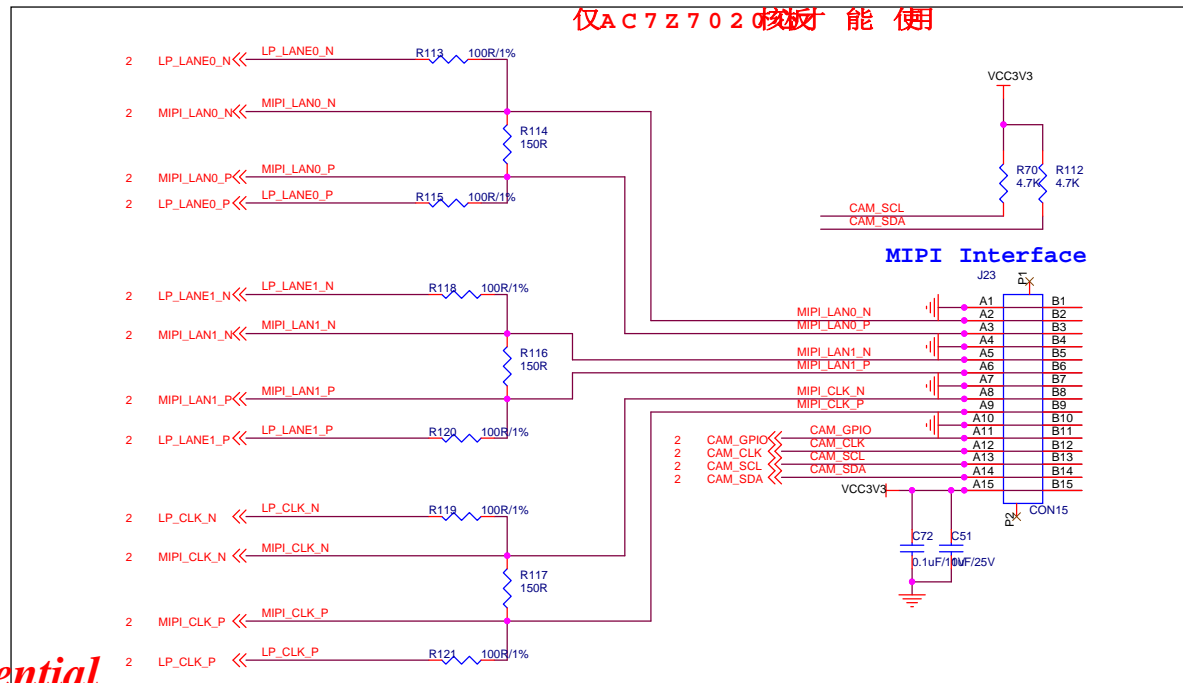 仅AC7Z7020核板才能使用
LP_LANE0_N
R113 100R/1%
2 LP_LANE0_N
VCC3V3
MIPI_LAN0_N
2 MIPI_LAN0_N
R114
150R
MIPI_LAN0_P
2 MIPI_LAN0_P
R70
4.7K
R112
4.7K
LP_LANE0_P
R115 100R/1%
2 LP_LANE0_P
CAM_SCL
CAM_SDA
MIPI Interface
J23
P1
LP_LANE1_N
R118 100R/1%
2 LP_LANE1_N
MIPI_LAN1_N
2 MIPI_LAN1_N
R116
150R
MIPI_LAN1_P
2 MIPI_LAN1_P
LP_LANE1_P
R120 100R/1%
2 LP_LANE1_P
A1 B1
MIPI_LAN0_N A2 B2
MIPI_LAN0_P A3 B3
A4 B4
MIPI_LAN1_N A5 B5
MIPI_LAN1_P A6 B6
A7 B7
MIPI_CLK_N A8 B8
MIPI_CLK_P A9 B9
A10 B10
2 CAM_GPIO CAM_GPIO A11 B11
2 CAM_CLK CAM_CLK A12 B12
2 CAM_SCL CAM_SCL A13 B13
2 CAM_SDA CAM_SDA A14 B14
VCC3V3 A15 B15
P2
CON15
LP_CLK_N
R119 100R/1%
2 LP_CLK_N
MIPI_CLK_N
2 MIPI_CLK_N
R117
150R
C72
C51
0.1uF/
10uF/25V
MIPI_CLK_P
2 MIPI_CLK_P
LP_CLK_P
R121 100R/1%
2 LP_CLK_P
ential